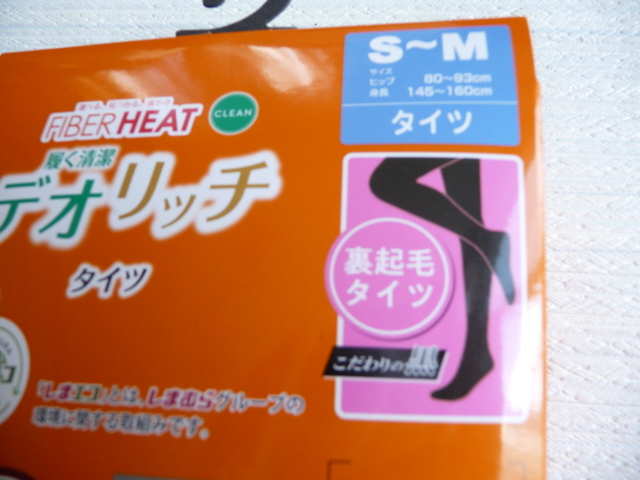 S～M
サイズ
ヒップ 80～93cm
身長 145～160cm
タイツ
FIBER HEAT
CLEAN
履く清潔
デオリッチ
タイツ
裏起毛
タイツ
こだわりの
「しまエコ」とは、しまむらグループの
環境に関する取組みです。